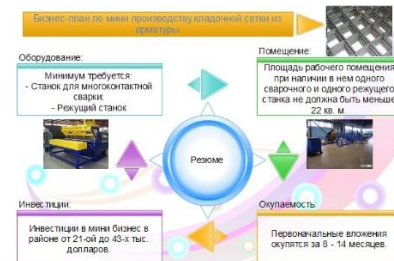 Бизнес-план по мини производству кладочной сетки из
арматуры
Оборудование:
Минимум требуется:
- Станок для многоконтактной
сварки;
- Режущий станок
Помещение:
Площадь рабочего помещения
при наличии в нем одного
сварочного и одного режущего
станка не должна быть меньше
22 кв. м.
Резюме
Инвестиции:
Инвестиции в мини бизнес в
районе от 21-ой до 43-х тыс.
долларов.
Окупаемость:
Первоначальные вложения
окупятся за 8 - 14 месяцев.